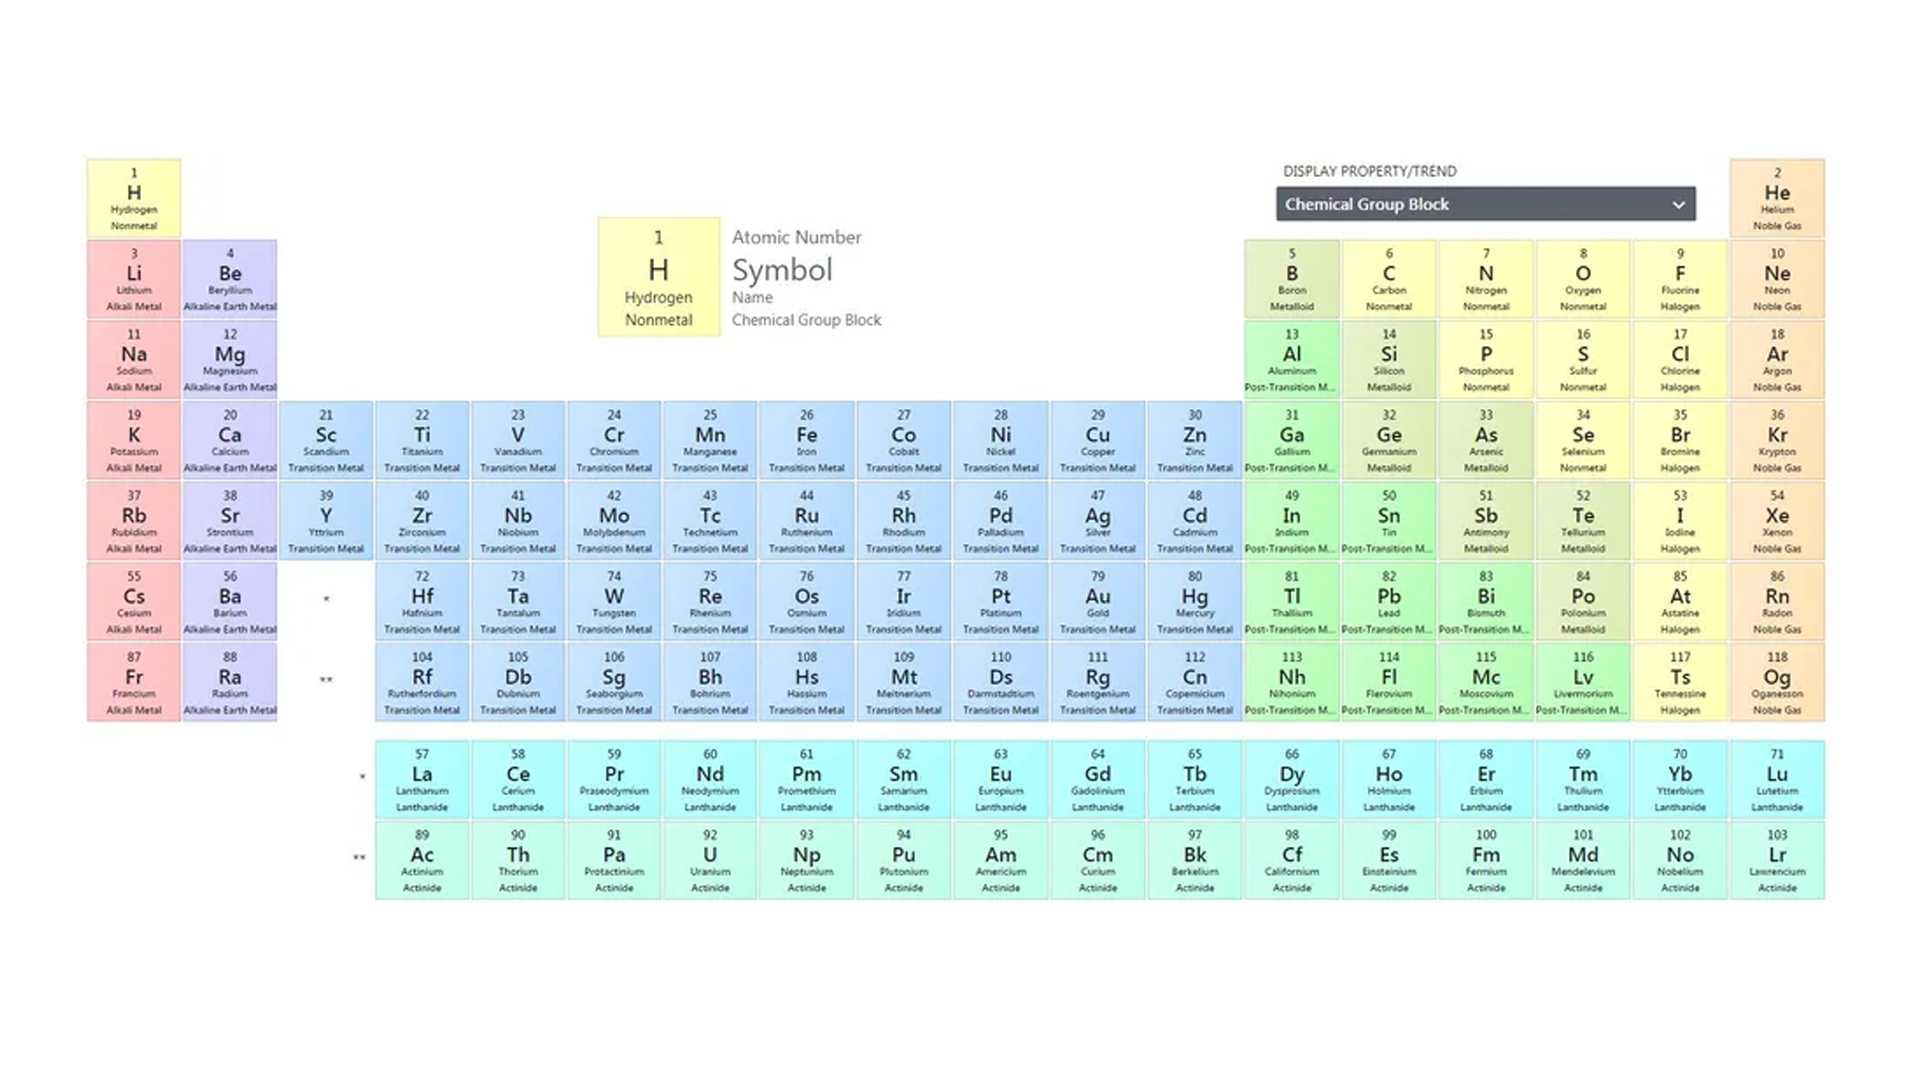 DISPLAY PROPERTY/TREND
Chemical Group Block
1 2
H He
Hydrogen Helium
Nonmetal Noble Gas
1 Atomic Number
H Symbol
Hydrogen Name
Nonmetal Chemical Group Block
3 4 5 6 7 8 9 10
Li Be B C N O F Ne
Lithium Beryllium Boron Carbon Nitrogen Oxygen Fluorine Neon
Alkali Metal Alkaline Earth Metal Metalloid Nonmetal Nonmetal Nonmetal Halogen Noble Gas
11 12 13 14 15 16 17 18
Na Mg Al Si P S Cl Ar
Sodium Magnesium Aluminum Silicon Phosphorus Sulfur Chlorine Argon
Alkali Metal Alkaline Earth Metal Post-Transition M... Metalloid Nonmetal Nonmetal Halogen Noble Gas
19 20 21 22 23 24 25 26 27 28 29 30 31 32 33 34 35 36
K Ca Sc Ti V Cr Mn Fe Co Ni Cu Zn Ga Ge As Se Br Kr
Potassium Calcium Scandium Titanium Vanadium Chromium Manganese Iron Cobalt Nickel Copper Zinc Gallium Germanium Arsenic Selenium Bromine Krypton
Alkali Metal Alkaline Earth Metal Transition Metal Transition Metal Transition Metal Transition Metal Transition Metal Transition Metal Transition Metal Transition Metal Transition Metal Transition Metal Post-Transition M... Metalloid Metalloid Nonmetal Halogen Noble Gas
37 38 39 40 41 42 43 44 45 46 47 48 49 50 51 52 53 54
Rb Sr Y Zr Nb Mo Tc Ru Rh Pd Ag Cd In Sn Sb Te I Xe
Rubidium Strontium Yttrium Zirconium Niobium Molybdenum Technetium Ruthenium Rhodium Palladium Silver Cadmium Indium Tin Antimony Tellurium Iodine Xenon
Alkali Metal Alkaline Earth Metal Transition Metal Transition Metal Transition Metal Transition Metal Transition Metal Transition Metal Transition Metal Transition Metal Transition Metal Transition Metal Post-Transition M... Post-Transition M... Metalloid Metalloid Halogen Noble Gas
55 56 72 73 74 75 76 77 78 79 80 81 82 83 84 85 86
Cs Ba * Hf Ta W Re Os Ir Pt Au Hg Tl Pb Bi Po At Rn
Cesium Barium Hafnium Tantalum Tungsten Rhenium Osmium Iridium Platinum Gold Mercury Thallium Lead Bismuth Polonium Astatine Radon
Alkali Metal Alkaline Earth Metal Transition Metal Transition Metal Transition Metal Transition Metal Transition Metal Transition Metal Transition Metal Transition Metal Transition Metal Post-Transition M... Post-Transition M... Post-Transition M... Metalloid Halogen Noble Gas
87 88 104 105 106 107 108 109 110 111 112 113 114 115 116 117 118
Fr Ra ** Rf Db Sg Bh Hs Mt Ds Rg Cn Nh Fl Mc Lv Ts Og
Francium Radium Rutherfordium Dubnium Seaborgium Bohrium Hassium Meitnerium Darmstadtium Roentgenium Copernicium Nihonium Flerovium Moscovium Livermorium Tennessine Oganesson
Alkali Metal Alkaline Earth Metal Transition Metal Transition Metal Transition Metal Transition Metal Transition Metal Transition Metal Transition Metal Transition Metal Transition Metal Post-Transition M... Post-Transition M... Post-Transition M... Post-Transition M... Halogen Noble Gas
57 58 59 60 61 62 63 64 65 66 67 68 69 70 71
* La Ce Pr Nd Pm Sm Eu Gd Tb Dy Ho Er Tm Yb Lu
Lanthanum Cerium Praseodymium Neodymium Promethium Samarium Europium Gadolinium Terbium Dysprosium Holmium Erbium Thulium Ytterbium Lutetium
Lanthanide Lanthanide Lanthanide Lanthanide Lanthanide Lanthanide Lanthanide Lanthanide Lanthanide Lanthanide Lanthanide Lanthanide Lanthanide Lanthanide Lanthanide
89 90 91 92 93 94 95 96 97 98 99 100 101 102 103
** Ac Th Pa U Np Pu Am Cm Bk Cf Es Fm Md No Lr
Actinium Thorium Protactinium Uranium Neptunium Plutonium Americium Curium Berkelium Californium Einsteinium Fermium Mendelevium Nobelium Lawrencium
Actinide Actinide Actinide Actinide Actinide Actinide Actinide Actinide Actinide Actinide Actinide Actinide Actinide Actinide Actinide